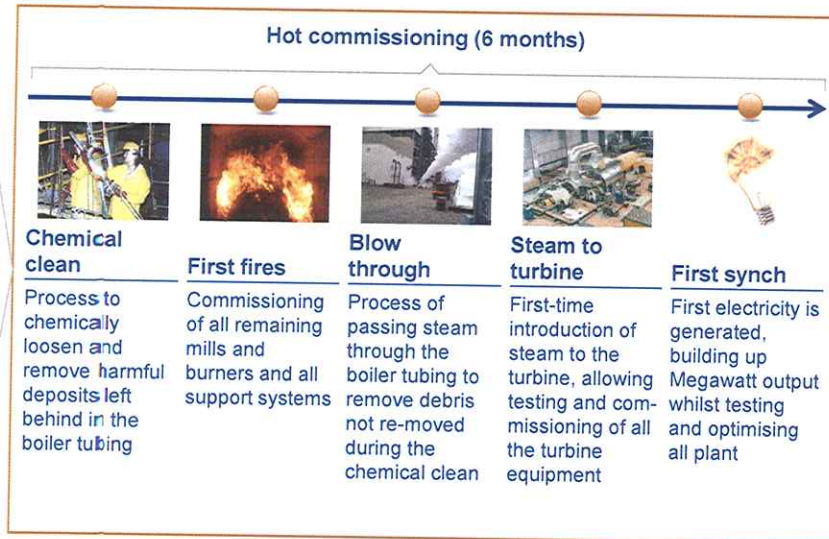 Hot commissioning (6 months)
Chemical
clean
Process to
chemically
loosen and
remove harmful
deposits left
behind in the
boiler tubing
First fires
Commissioning
of all remaining
mills and
burners and all
support systems
Blow
through
Process of
passing steam
through the
boiler tubing to
remove debris
not re-moved
during the
chemical clean
Steam to
turbine
First-time
introduction of
steam to the
turbine, allowing
testing and com-
missioning of all
the turbine
equipment
First synch
First electricity is
generated,
building up
Megawatt output
whilst testing
and optimising
all plant